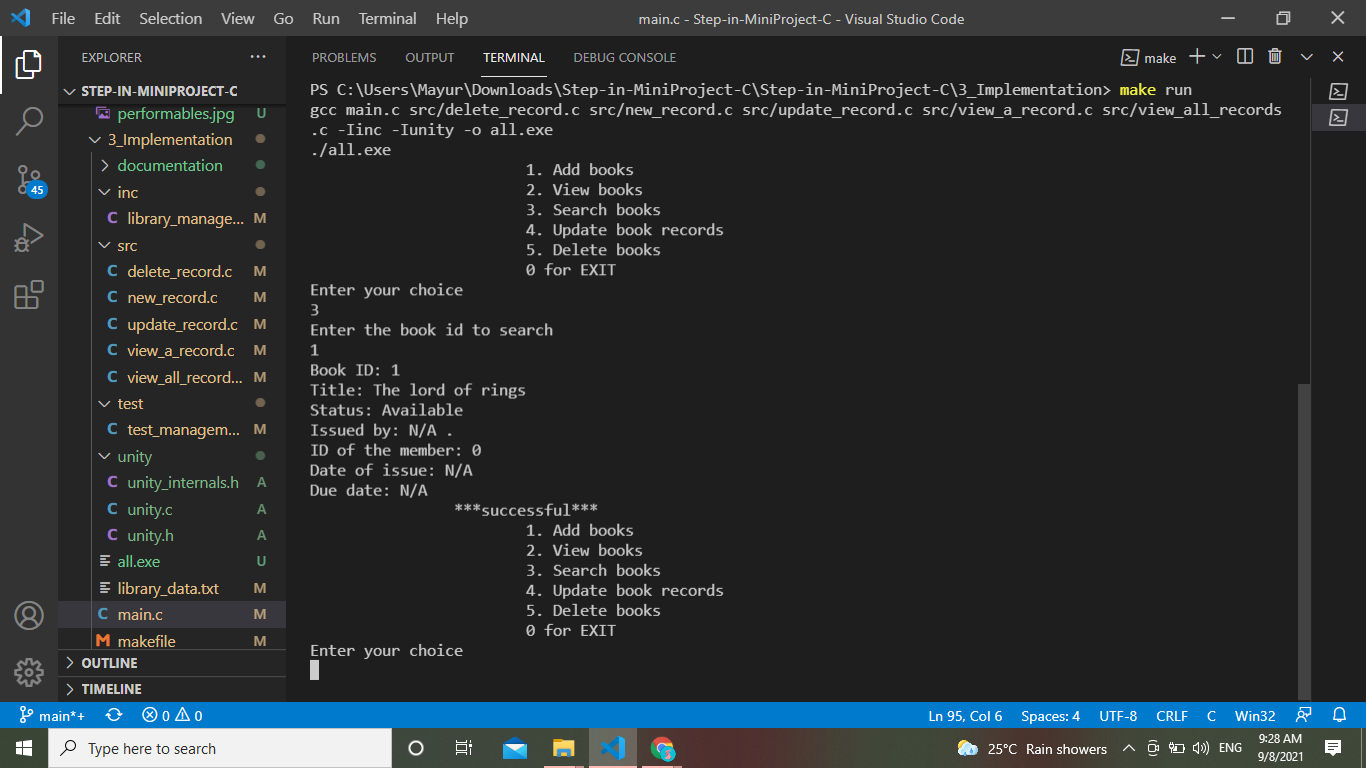 File Edit Selection View Go Run Terminal Help main.c - Step-in-MiniProject-C - Visual Studio Code
EXPLORER
STEP-IN-MINIPROJECT-C
performables.jpg U
3_Implementation
documentation
inc
library_manage... M
src
delete_record.c M
new_record.c M
update_record.c M
view_a_record.c M
view_all_record... M
test
test_managem... M
unity
unity_internals.h A
unity.c A
unity.h A
all.exe U
library_data.txt M
main.c M
makefile M
OUTLINE
TIMELINE
45
PROBLEMS OUTPUT TERMINAL DEBUG CONSOLE make
PS C:\Users\Mayur\Downloads\Step-in-MiniProject-C\Step-in-MiniProject-C\3_Implementation> make run
gcc main.c src/delete_record.c src/new_record.c src/update_record.c src/view_a_record.c src/view_all_records
.c -Iinc -Iunity -o all.exe
./all.exe
1. Add books
2. View books
3. Search books
4. Update book records
5. Delete books
0 for EXIT
Enter your choice
3
Enter the book id to search
1
Book ID: 1
Title: The lord of rings
Status: Available
Issued by: N/A .
ID of the member: 0
Date of issue: N/A
Due date: N/A
***successful***
1. Add books
2. View books
3. Search books
4. Update book records
5. Delete books
0 for EXIT
Enter your choice
main*+ 0 0 Ln 95, Col 6 Spaces: 4 UTF-8 CRLF C Win32
Type here to search 25°C Rain showers ENG 9:28 AM
9/8/2021